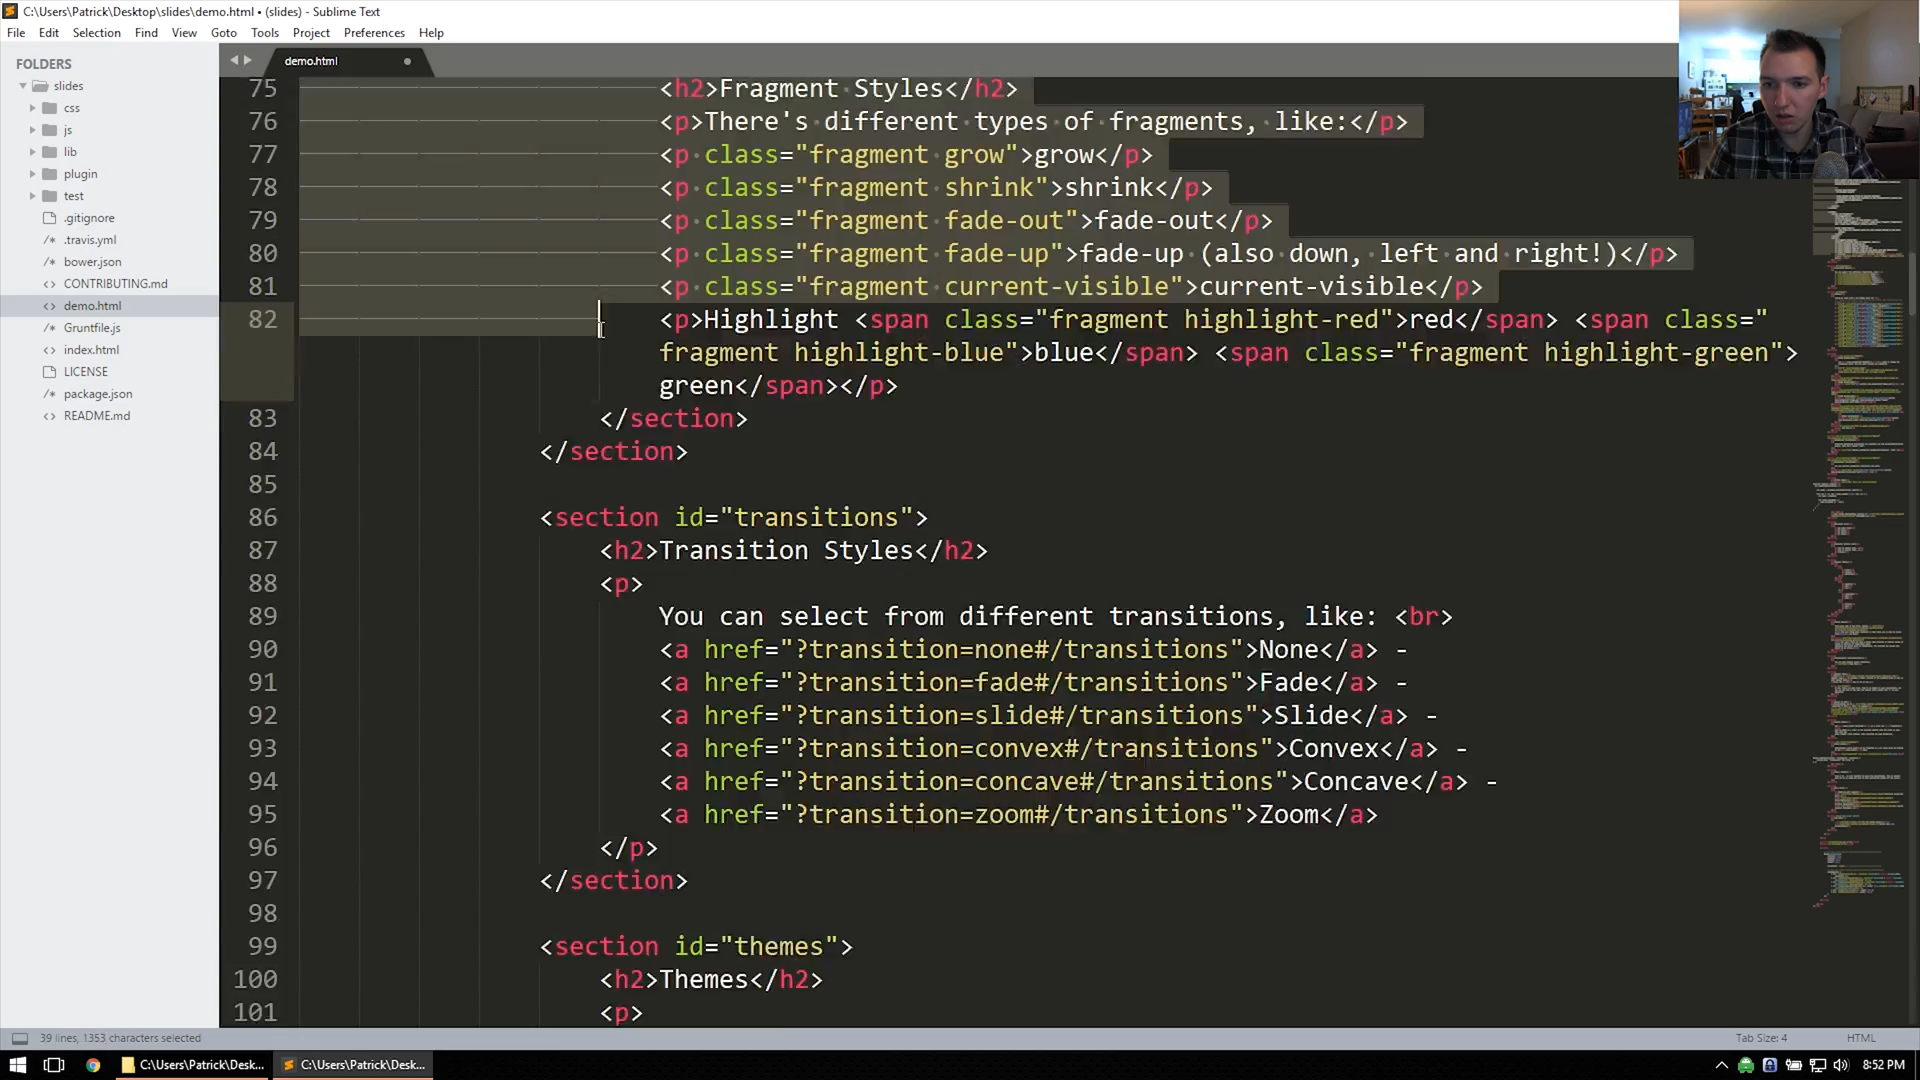 C:\Users\Patrick\Desktop\slides\demo.html • (slides) - Sublime Text
File Edit Selection Find View Goto Tools Project Preferences Help
FOLDERS
slides
css
js
lib
plugin
test
.gitignore
.travis.yml
bower.json
CONTRIBUTING.md
demo.html
Gruntfile.js
index.html
LICENSE
package.json
README.md
demo.html
75 <h2>Fragment Styles</h2>
76 <p>There's different types of fragments, like:</p>
77 <p class="fragment grow">grow</p>
78 <p class="fragment shrink">shrink</p>
79 <p class="fragment fade-out">fade-out</p>
80 <p class="fragment fade-up">fade-up (also down, left and right!)</p>
81 <p class="fragment current-visible">current-visible</p>
82 <p>Highlight <span class="fragment highlight-red">red</span> <span class="
fragment highlight-blue">blue</span> <span class="fragment highlight-green">
green</span></p>
83 </section>
84 </section>
85
86 <section id="transitions">
87 <h2>Transition Styles</h2>
88 <p>
89 You can select from different transitions, like: <br>
90 <a href="?transition=none#/transitions">None</a> -
91 <a href="?transition=fade#/transitions">Fade</a> -
92 <a href="?transition=slide#/transitions">Slide</a> -
93 <a href="?transition=convex#/transitions">Convex</a> -
94 <a href="?transition=concave#/transitions">Concave</a> -
95 <a href="?transition=zoom#/transitions">Zoom</a>
96 </p>
97 </section>
98
99 <section id="themes">
100 <h2>Themes</h2>
101 <p>
39 lines, 1353 characters selected
Tab Size: 4
HTML
C:\Users\Patrick\Desk...
C:\Users\Patrick\Desk...
8:52 PM